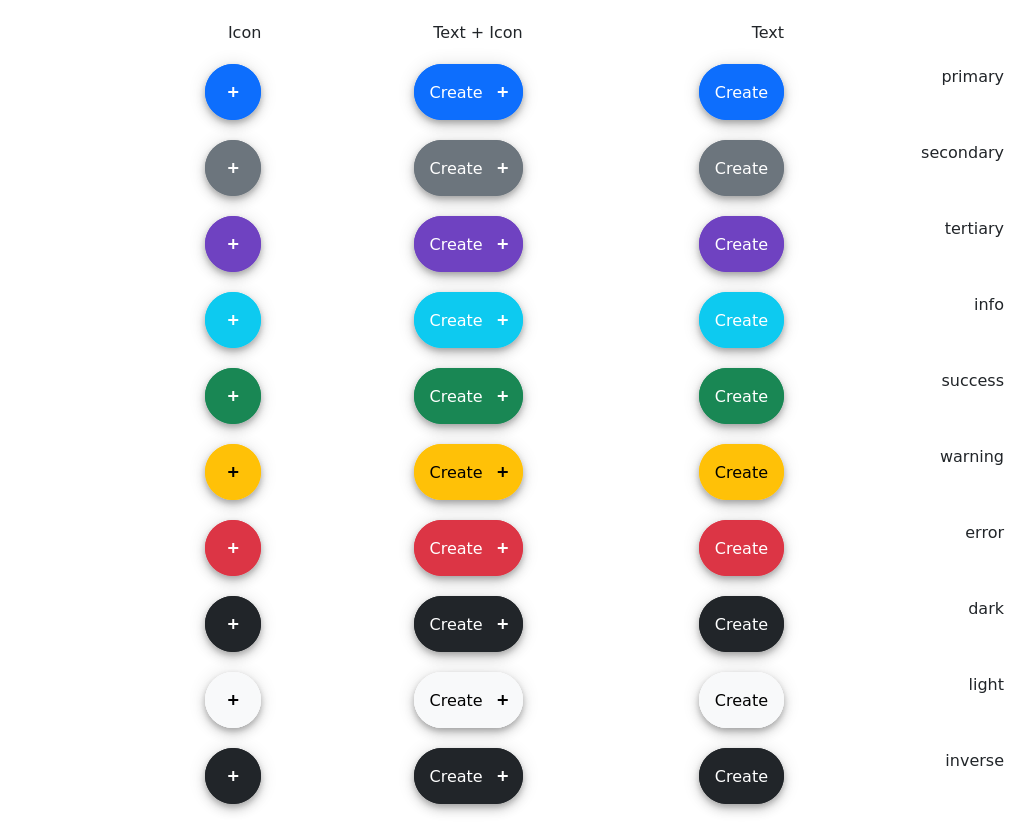 Icon Text + Icon Text
+ Create + Create primary
+ Create + Create secondary
+ Create + Create tertiary
+ Create + Create info
+ Create + Create success
+ Create + Create warning
+ Create + Create error
+ Create + Create dark
+ Create + Create light
+ Create + Create inverse